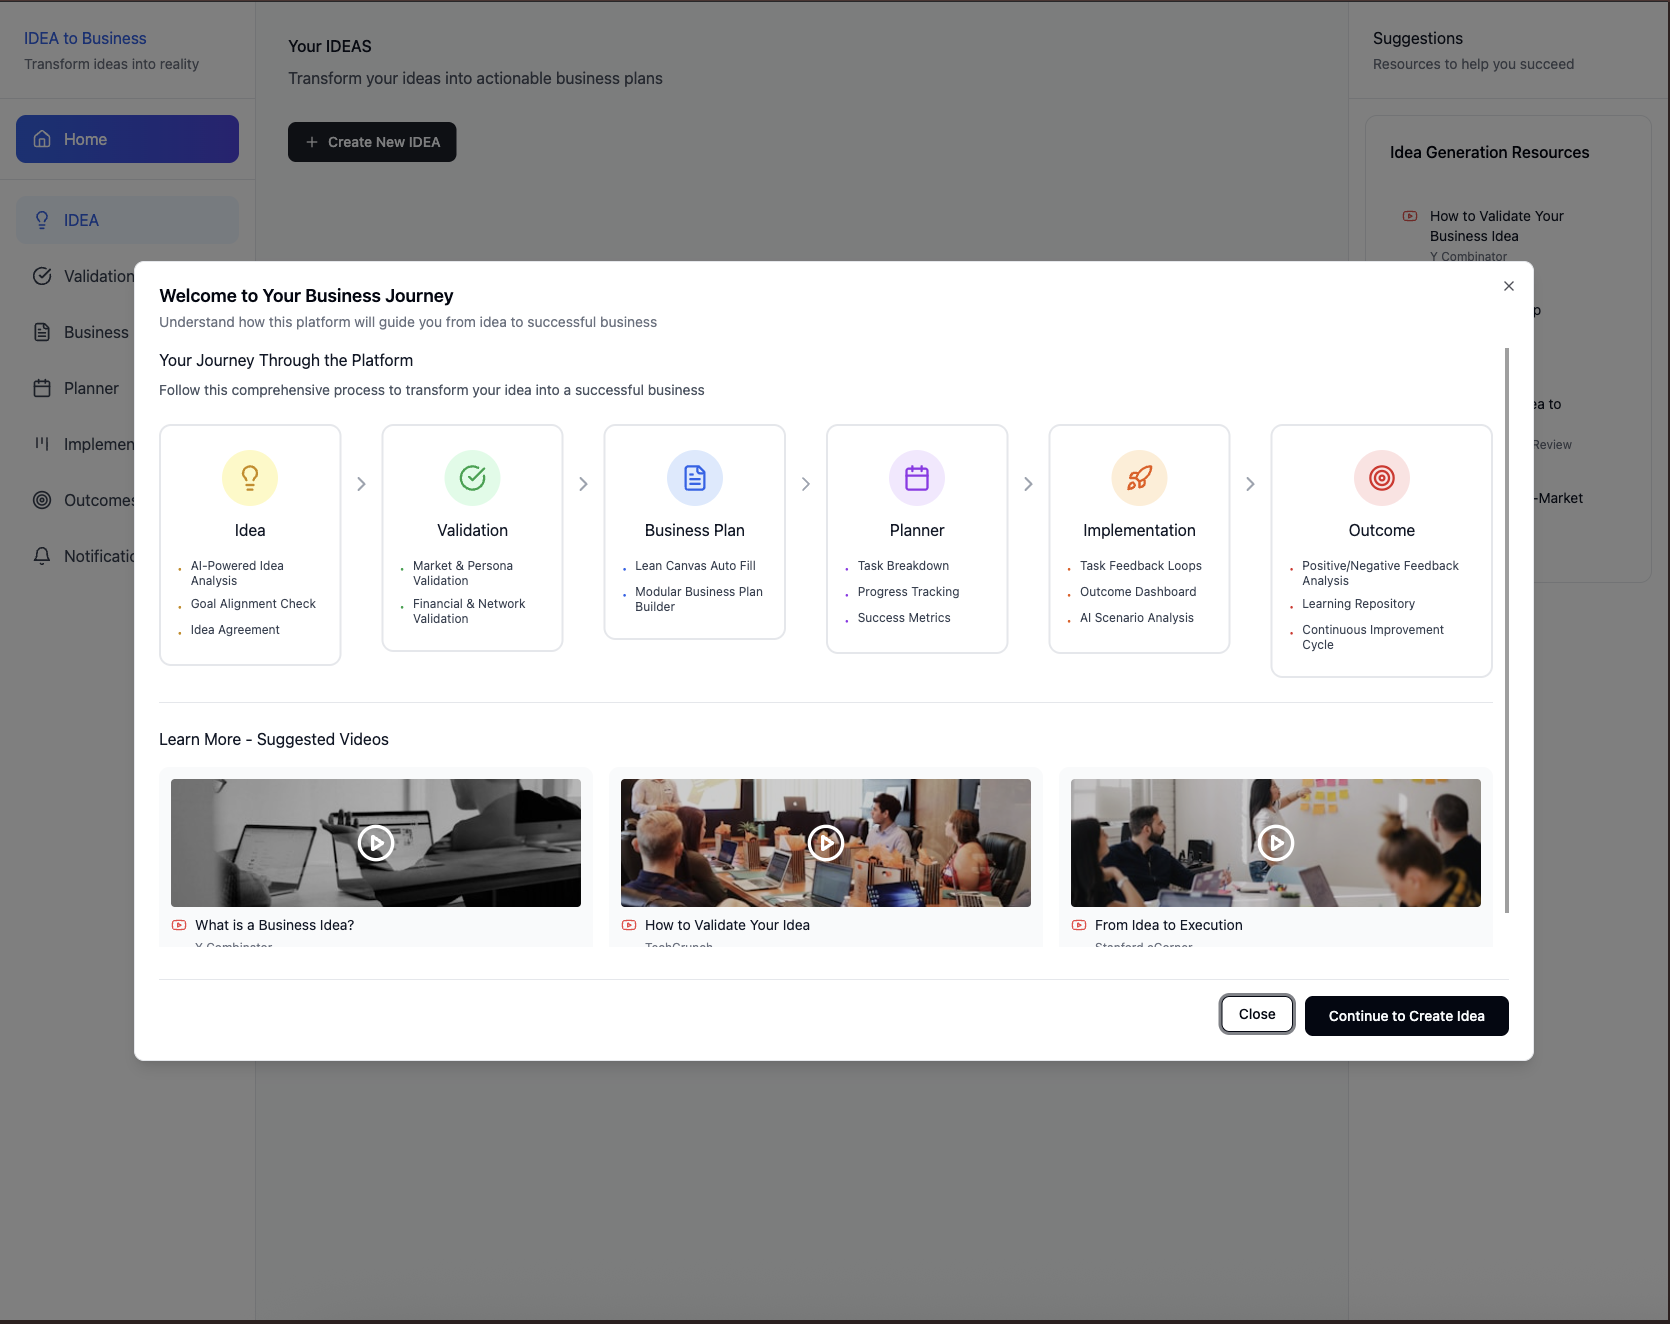 IDEA to Business
Transform ideas into reality
Home
IDEA
Validation
Business
Planner
Implemen
Outcomes
Notificatio
Your IDEAS
Transform your ideas into actionable business plans
Create New IDEA
Suggestions
Resources to help you succeed
Idea Generation Resources
How to Validate Your
Business Idea
Y Combinator
p
ea to
Review
-Market
Welcome to Your Business Journey
Understand how this platform will guide you from idea to successful business
Your Journey Through the Platform
Follow this comprehensive process to transform your idea into a successful business
Idea
AI-Powered Idea
Analysis
Goal Alignment Check
Idea Agreement
Validation
Market & Persona
Validation
Financial & Network
Validation
Business Plan
Lean Canvas Auto Fill
Modular Business Plan
Builder
Planner
Task Breakdown
Progress Tracking
Success Metrics
Implementation
Task Feedback Loops
Outcome Dashboard
AI Scenario Analysis
Outcome
Positive/Negative Feedback
Analysis
Learning Repository
Continuous Improvement
Cycle
Learn More - Suggested Videos
What is a Business Idea?
Y Combinator
How to Validate Your Idea
TechCrunch
From Idea to Execution
Stanford eCorner
Close
Continue to Create Idea